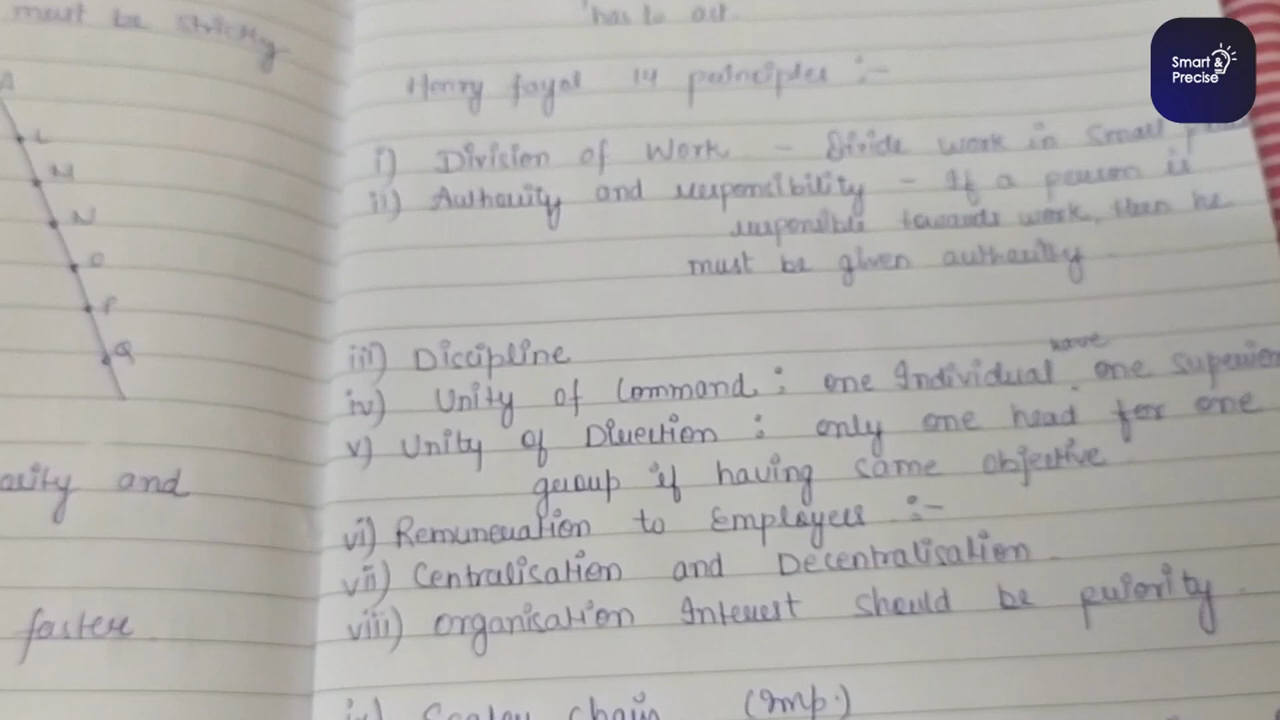 must be strictly
A
L
M
N
O
P
Q
arity and
faster
has to act.
Henry fayol 14 principles :-
i) Division of Work - Divide work in Small
ii) Authority and responsibility - If a person is
responsible towards work, then he
must be given authority
iii) Discipline
have
iv) Unity of Command : one Individual one superior
v) Unity of Direction : only one head for one
group if having same objective
vi) Remuneration to Employees :-
vii) Centralisation and Decentralisation
viii) Organisation Interest should be priority
ix) Scalar chain (Imp.)
Smart &
Precise